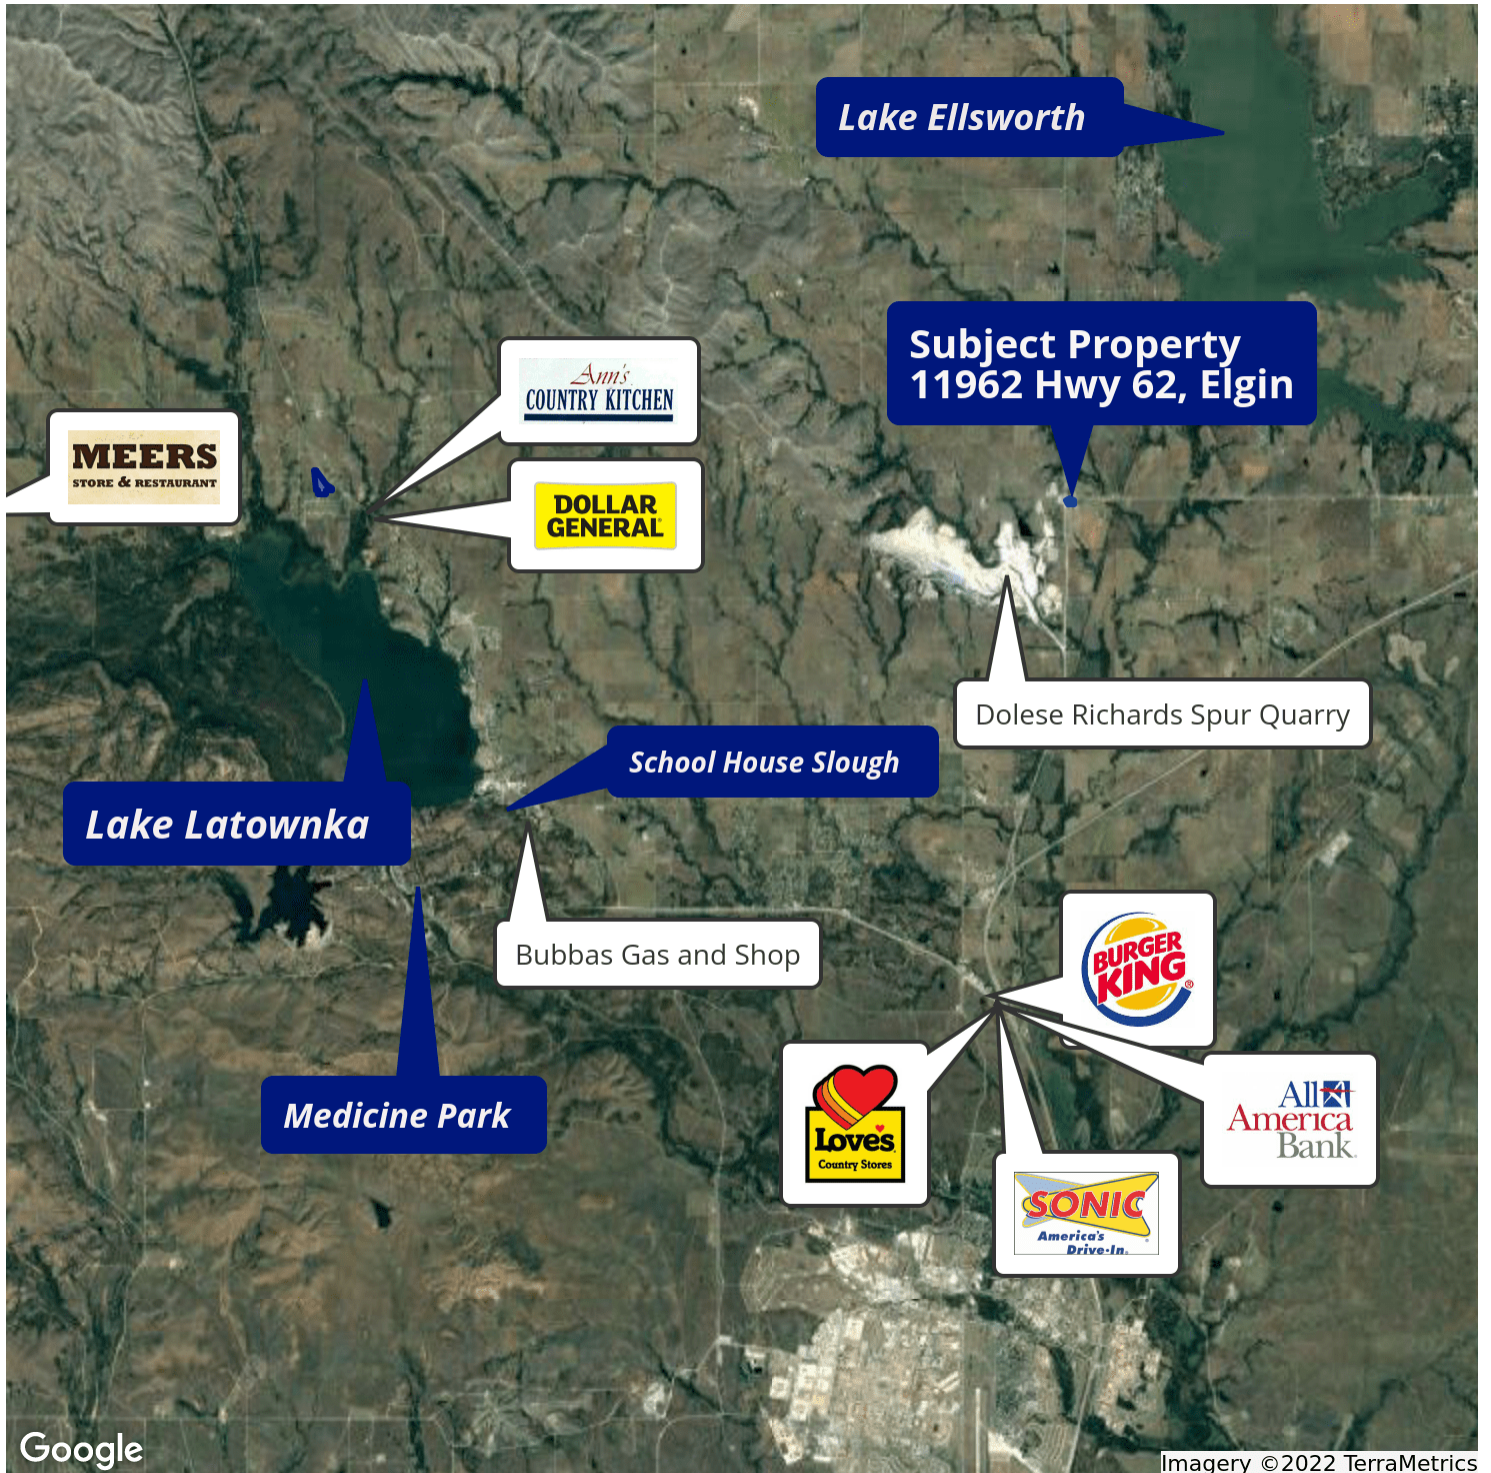 Lake Ellsworth
Subject Property
11962 Hwy 62, Elgin
Ann's
COUNTRY KITCHEN
MEERS
STORE & RESTAURANT
DOLLAR
GENERAL
Dolese Richards Spur Quarry
School House Slough
Lake Latownka
Bubbas Gas and Shop
BURGER
KING®
Medicine Park
Love's
Country Stores
All
America
Bank
SONIC
America's
Drive-In®
Google
Imagery ©2022 TerraMetrics